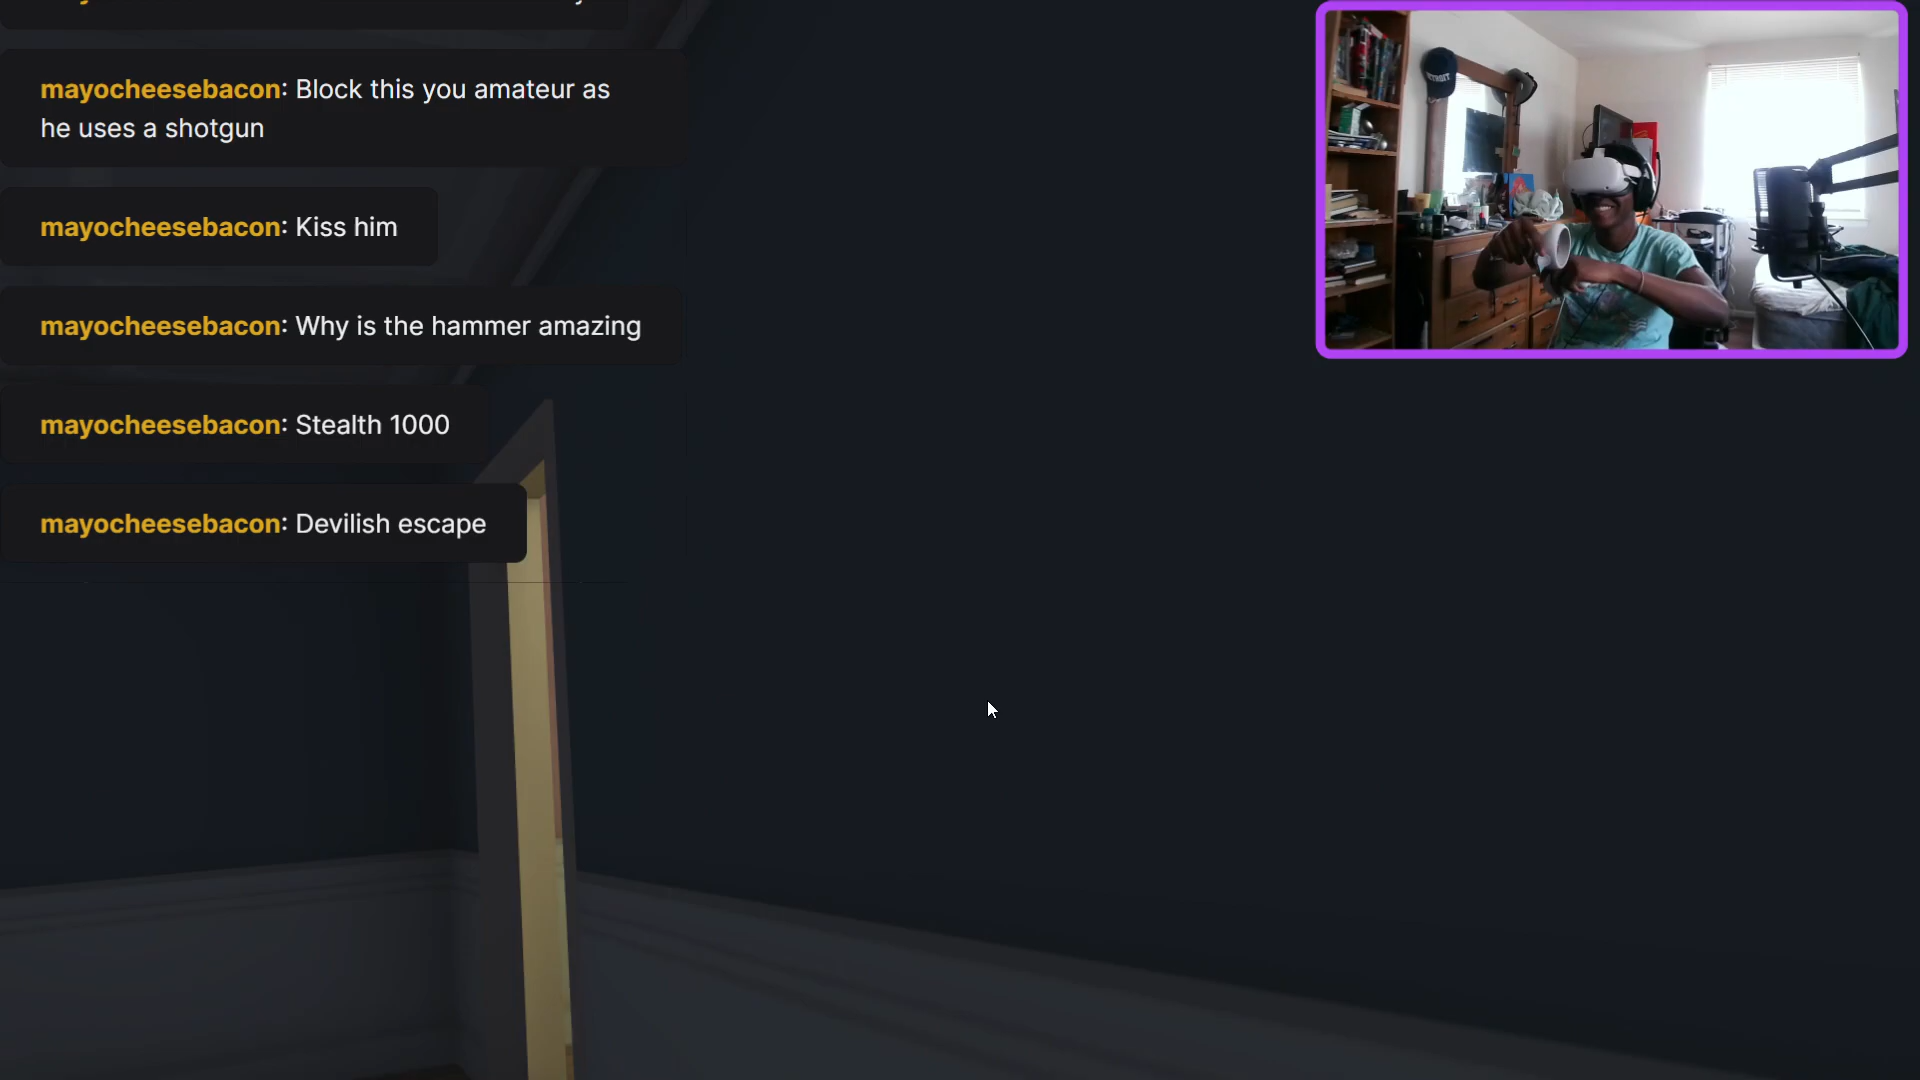 mayocheesebacon: Block this you amateur as
he uses a shotgun
mayocheesebacon: Kiss him
mayocheesebacon: Why is the hammer amazing
mayocheesebacon: Stealth 1000
mayocheesebacon: Devilish escape
DETROIT